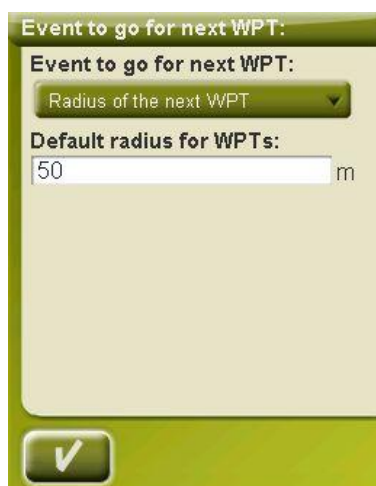 Event to go for next WPT:
Event to go for next WPT:
Radius of the next WPT
Default radius for WPTs:
50 m